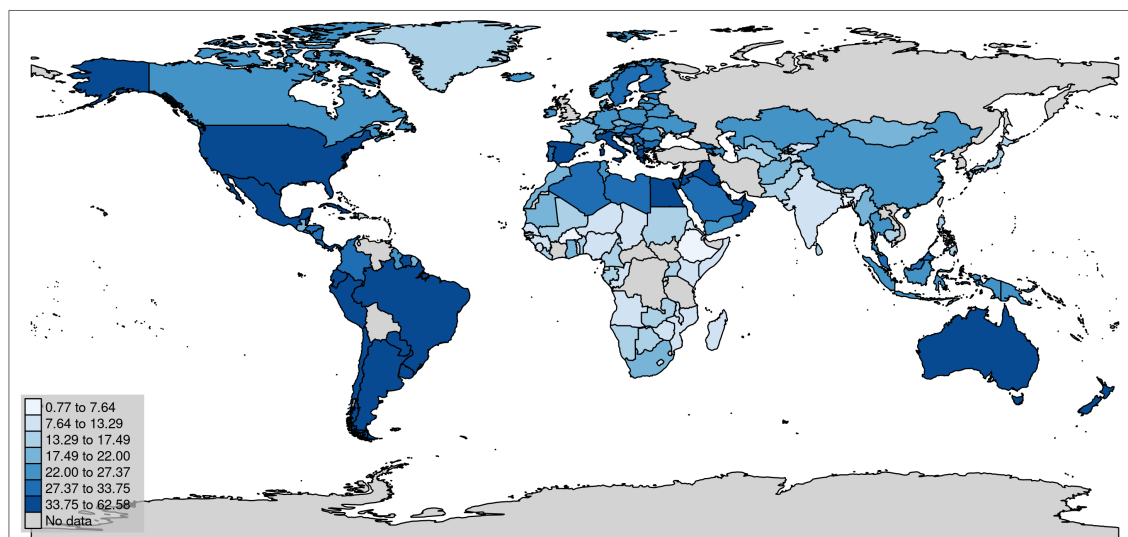 0.77 to 7.64
7.64 to 13.29
13.29 to 17.49
17.49 to 22.00
22.00 to 27.37
27.37 to 33.75
33.75 to 62.58
No data